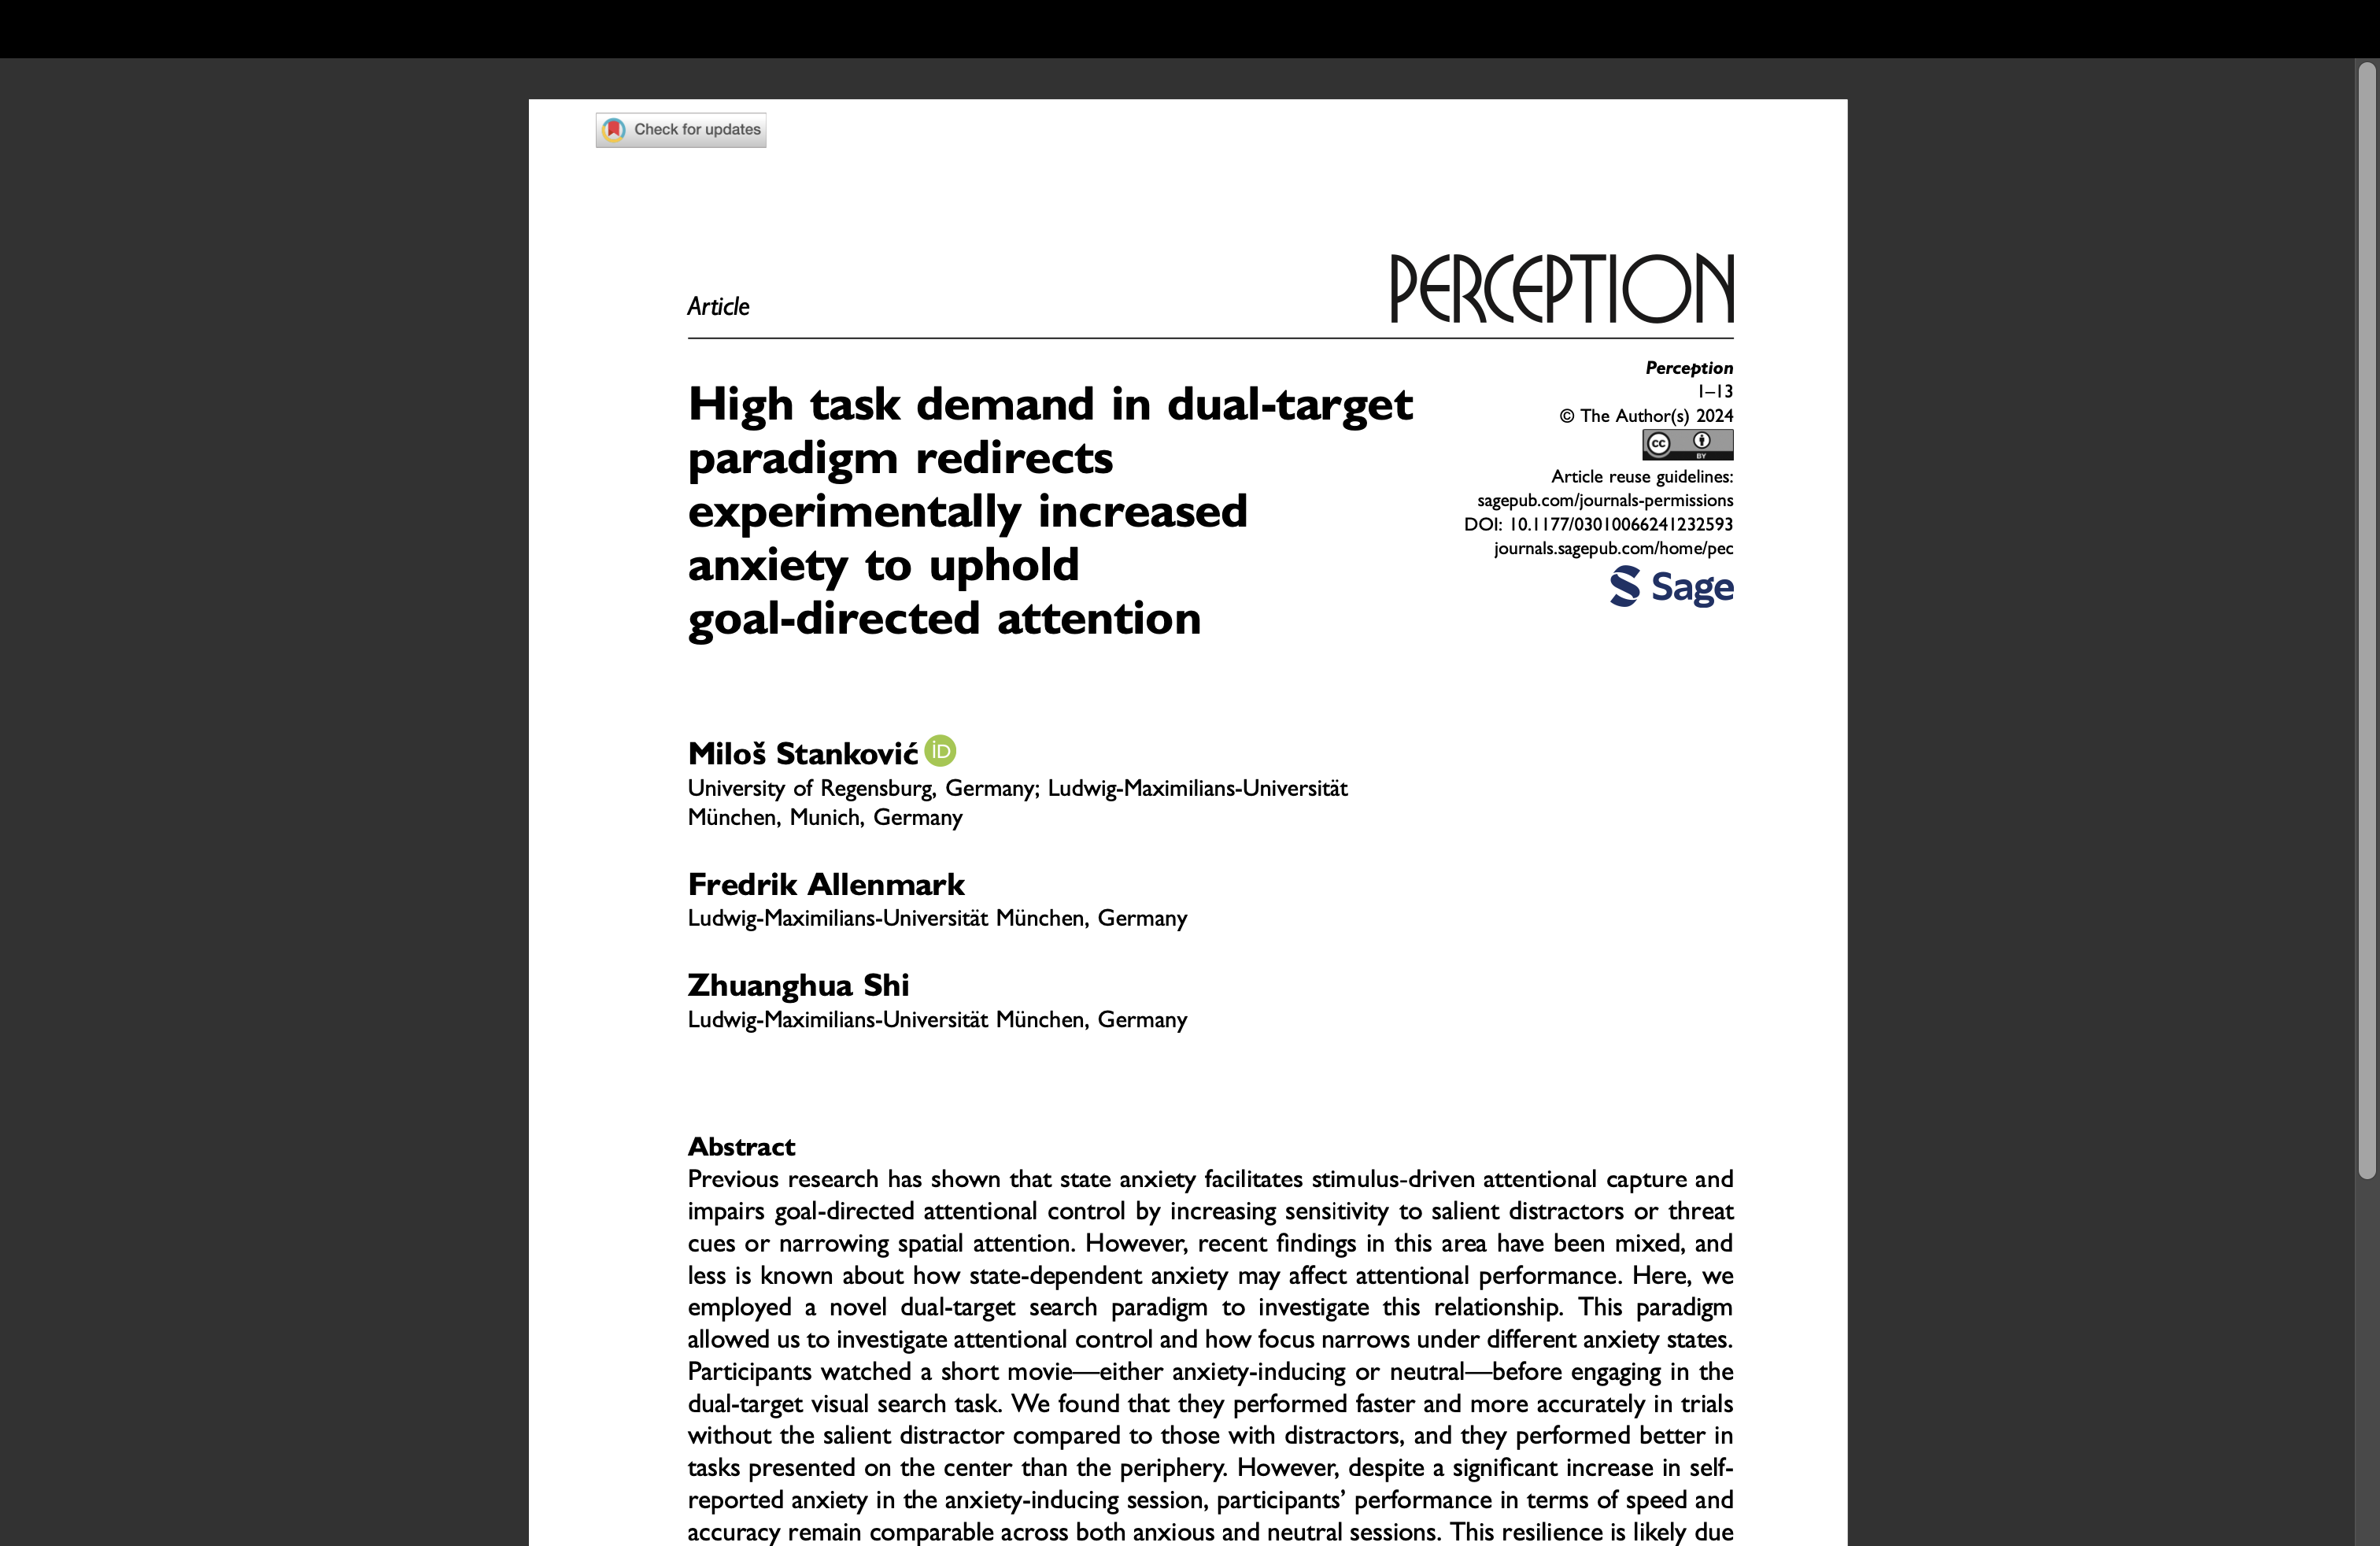 Check for updates
Article
PERCEPTION
High task demand in dual-target
paradigm redirects
experimentally increased
anxiety to uphold
goal-directed attention
Perception
1–13
© The Author(s) 2024
cc BY
Article reuse guidelines:
sagepub.com/journals-permissions
DOI: 10.1177/03010066241232593
journals.sagepub.com/home/pec
Sage
Miloš Stanković iD
University of Regensburg, Germany; Ludwig-Maximilians-Universität
München, Munich, Germany
Fredrik Allenmark
Ludwig-Maximilians-Universität München, Germany
Zhuanghua Shi
Ludwig-Maximilians-Universität München, Germany
Abstract
Previous research has shown that state anxiety facilitates stimulus-driven attentional capture and
impairs goal-directed attentional control by increasing sensitivity to salient distractors or threat
cues or narrowing spatial attention. However, recent findings in this area have been mixed, and
less is known about how state-dependent anxiety may affect attentional performance. Here, we
employed a novel dual-target search paradigm to investigate this relationship. This paradigm
allowed us to investigate attentional control and how focus narrows under different anxiety states.
Participants watched a short movie—either anxiety-inducing or neutral—before engaging in the
dual-target visual search task. We found that they performed faster and more accurately in trials
without the salient distractor compared to those with distractors, and they performed better in
tasks presented on the center than the periphery. However, despite a significant increase in self-
reported anxiety in the anxiety-inducing session, participants’ performance in terms of speed and
accuracy remain comparable across both anxious and neutral sessions. This resilience is likely due